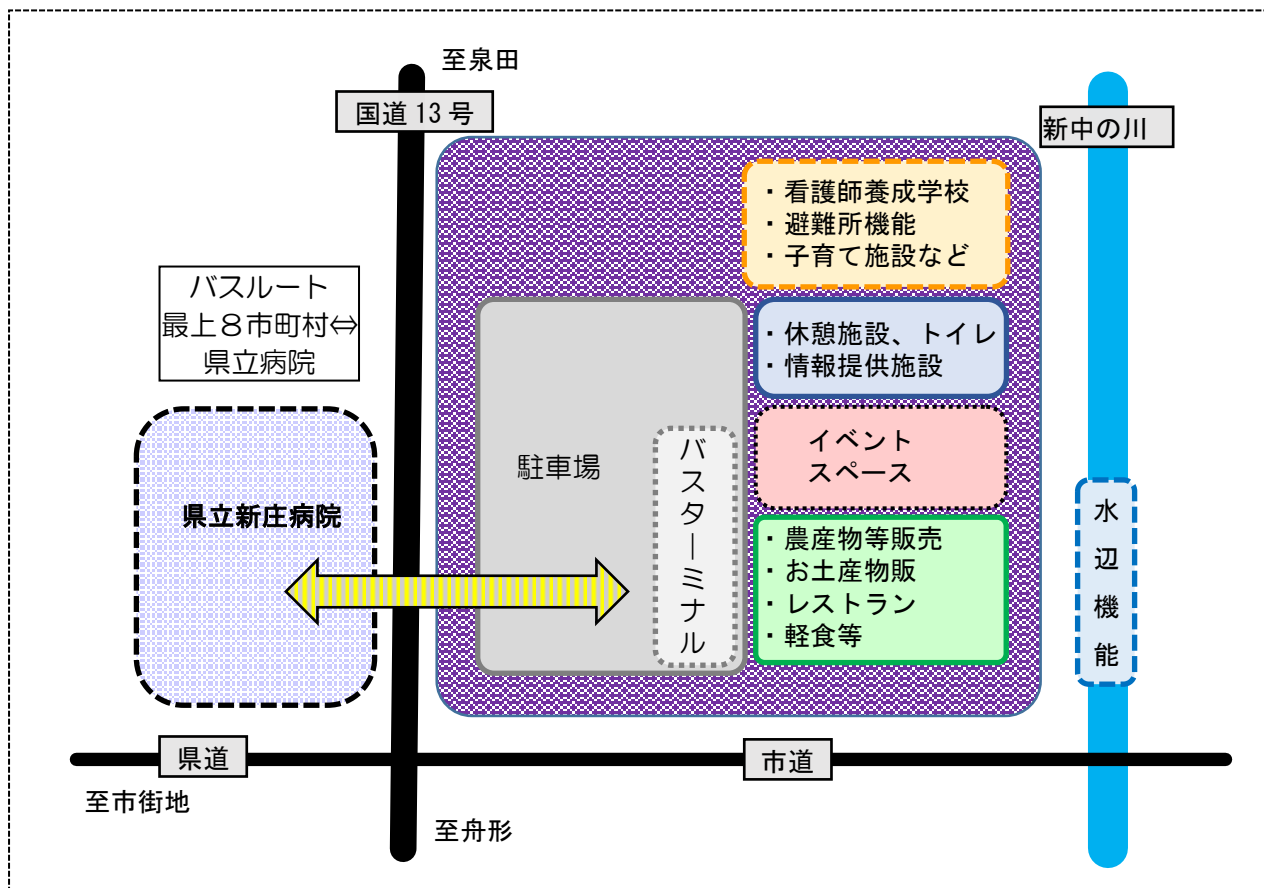 至泉田
国道 13 号
新中の川
・看護師養成学校
・避難所機能
・子育て施設など
バスルート
最上８市町村⇔
県立病院
・休憩施設、トイレ
・情報提供施設
イベント
スペース
駐車場
バスターミナル
県立新庄病院
水辺機能
・農産物等販売
・お土産物販
・レストラン
・軽食等
県道
市道
至市街地
至舟形